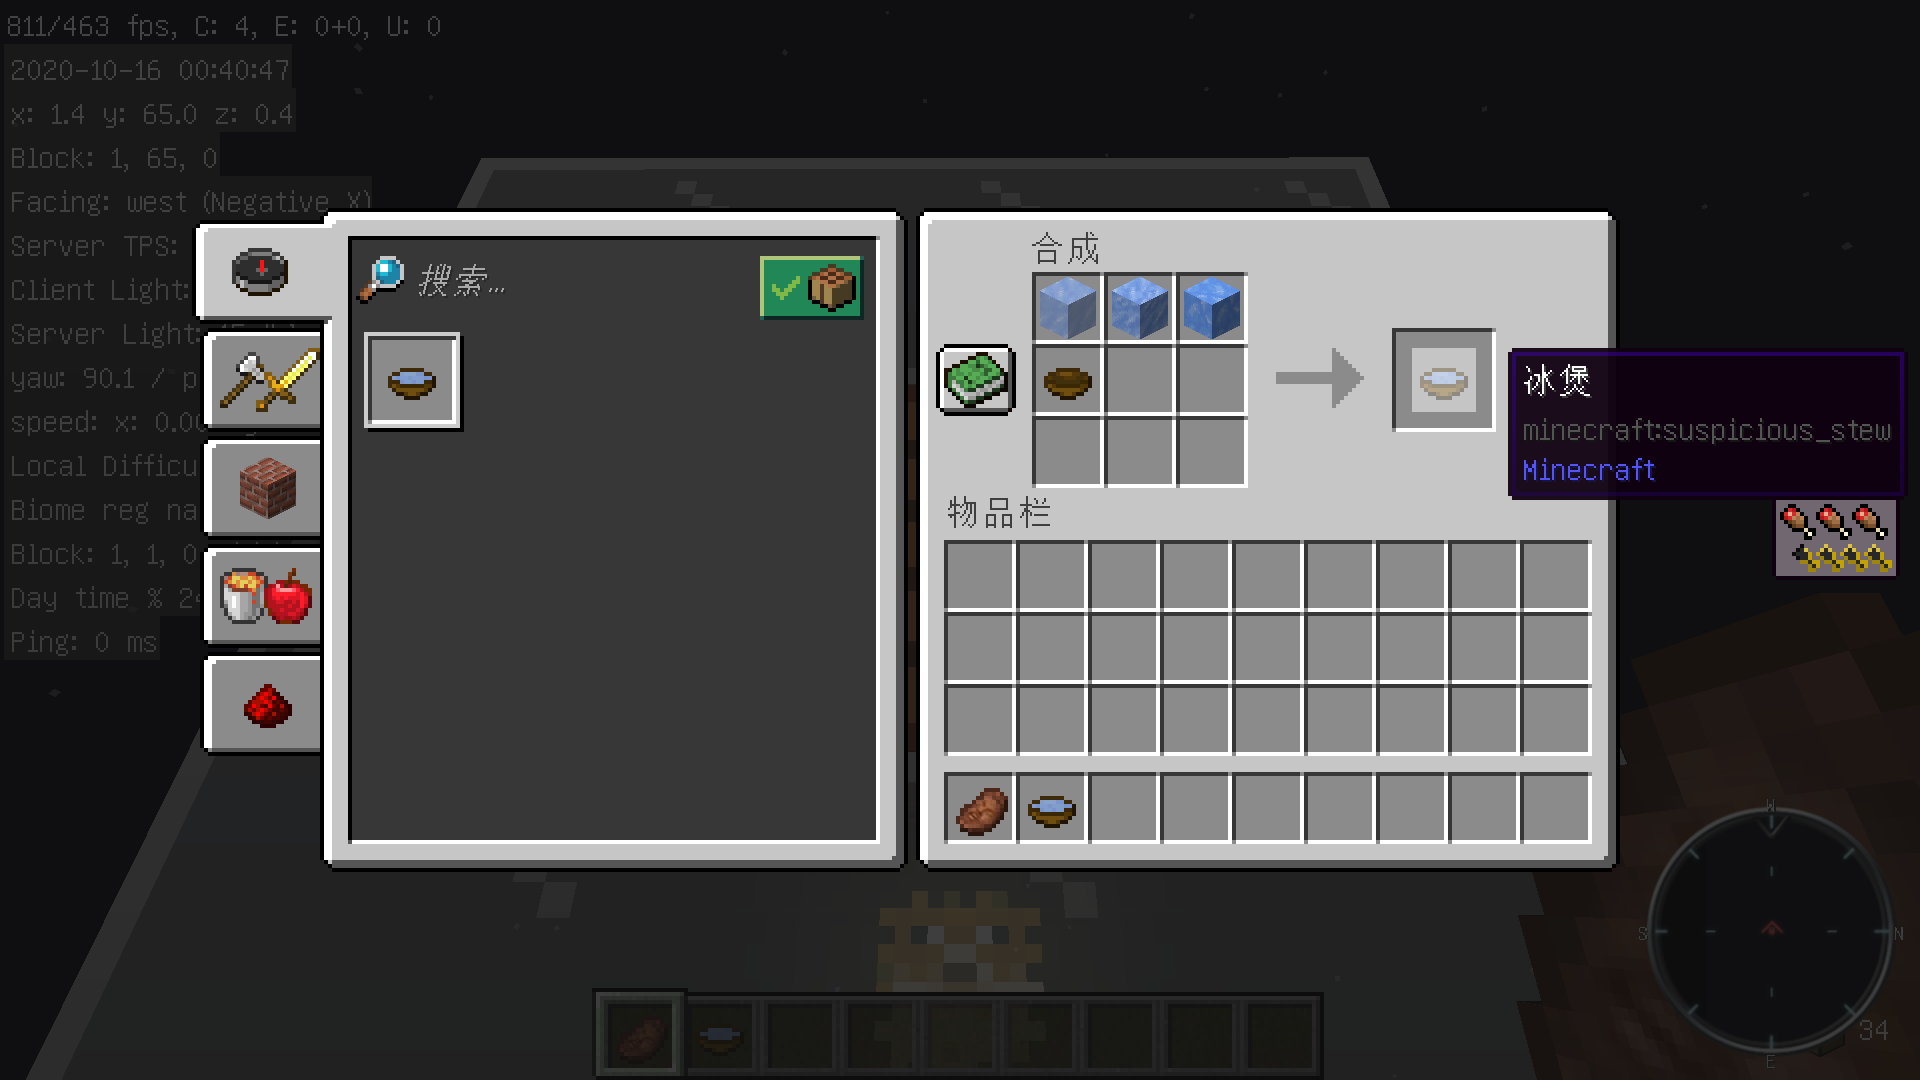 811/463 fps, C: 4, E: 0+0, U: 0
2020-10-16 00:40:47
x: 1.4 y: 65.0 z: 0.4
Block: 1, 65, 0
Facing: west (Negative X)
Server TPS:
Client Light:
Server Light:
yaw: 90.1 / p
speed: x: 0.00
Local Difficu
Biome reg na
Block: 1, 1, 0
Day time % 2
Ping: 0 ms
搜索...
合成
冰煲
minecraft:suspicious_stew
Minecraft
物品栏
W
S
N
E
34